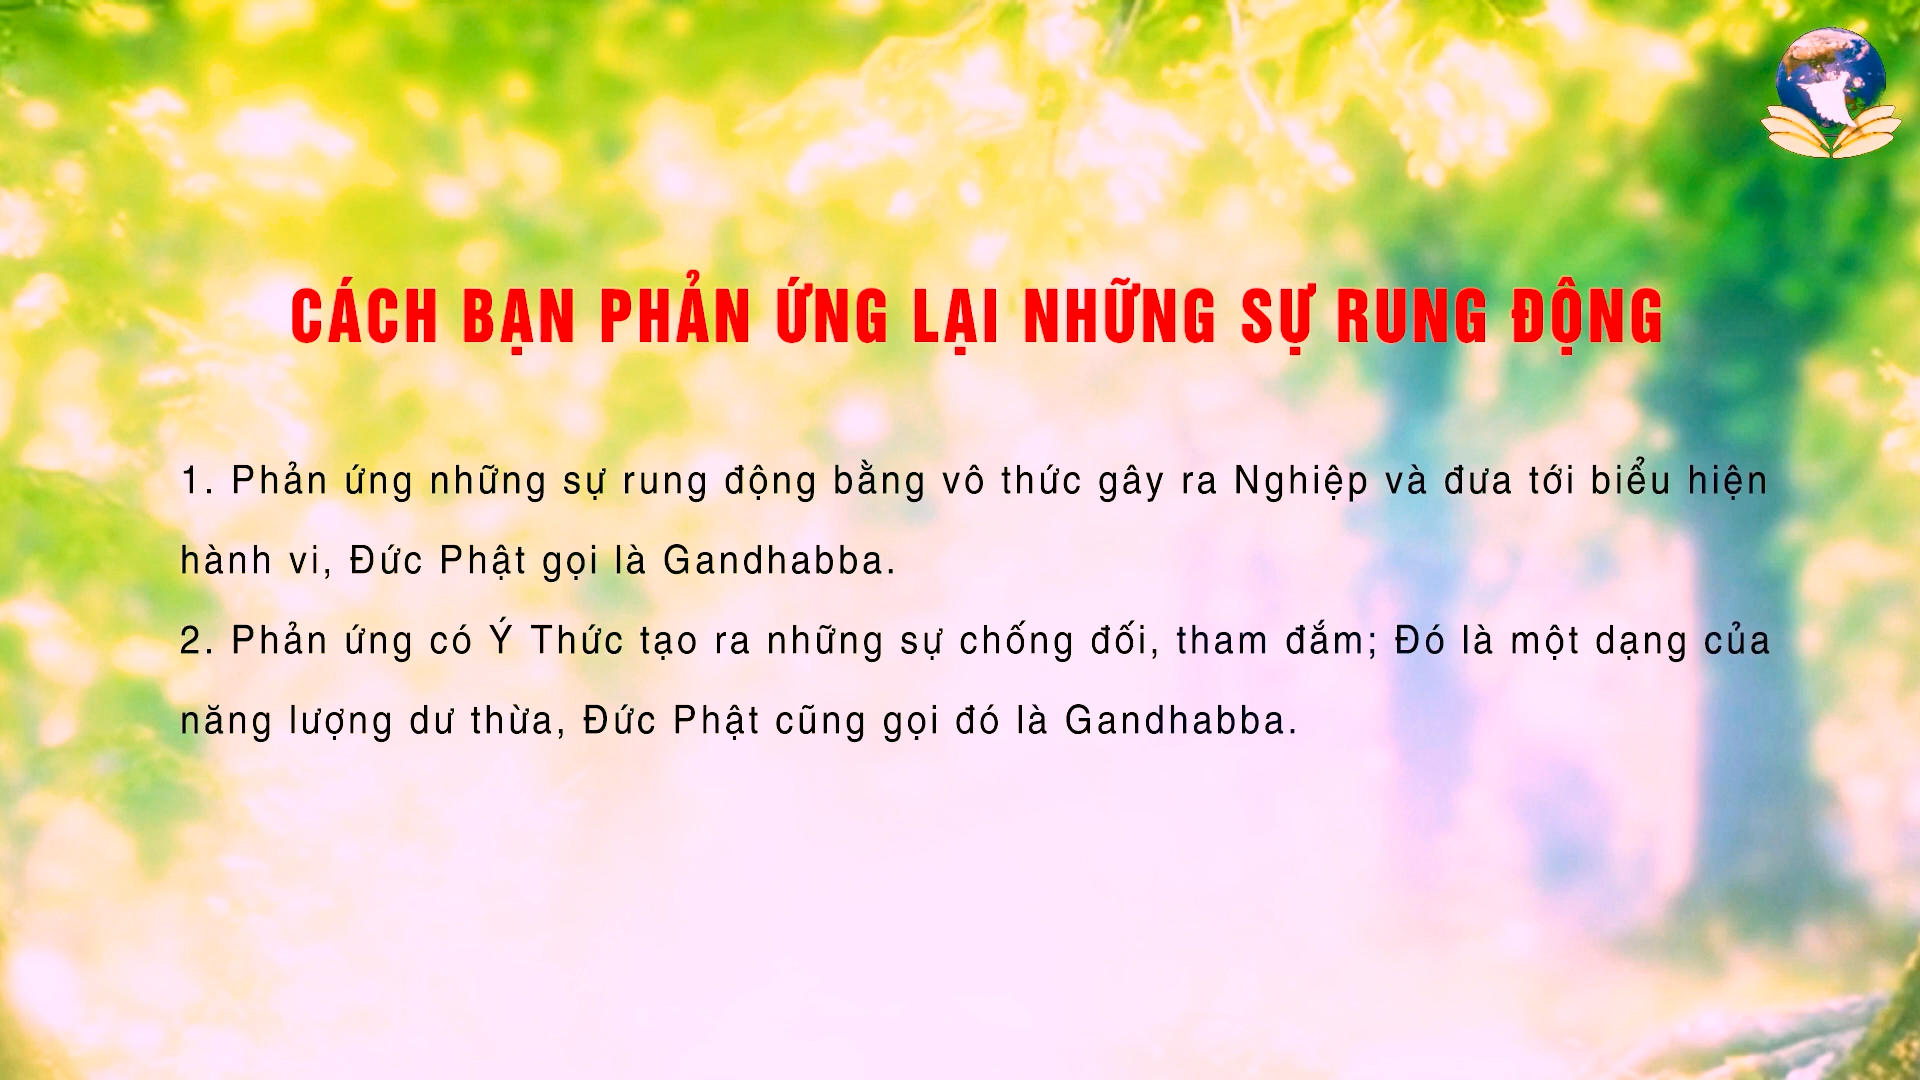 CÁCH BẠN PHẢN ỨNG LẠI NHỮNG SỰ RUNG ĐỘNG
1. Phản ứng những sự rung động bằng vô thức gây ra Nghiệp và đưa tới biểu hiện
hành vi, Đức Phật gọi là Gandhabba.
2. Phản ứng có Ý Thức tạo ra những sự chống đối, tham đắm; Đó là một dạng của
năng lượng dư thừa, Đức Phật cũng gọi đó là Gandhabba.